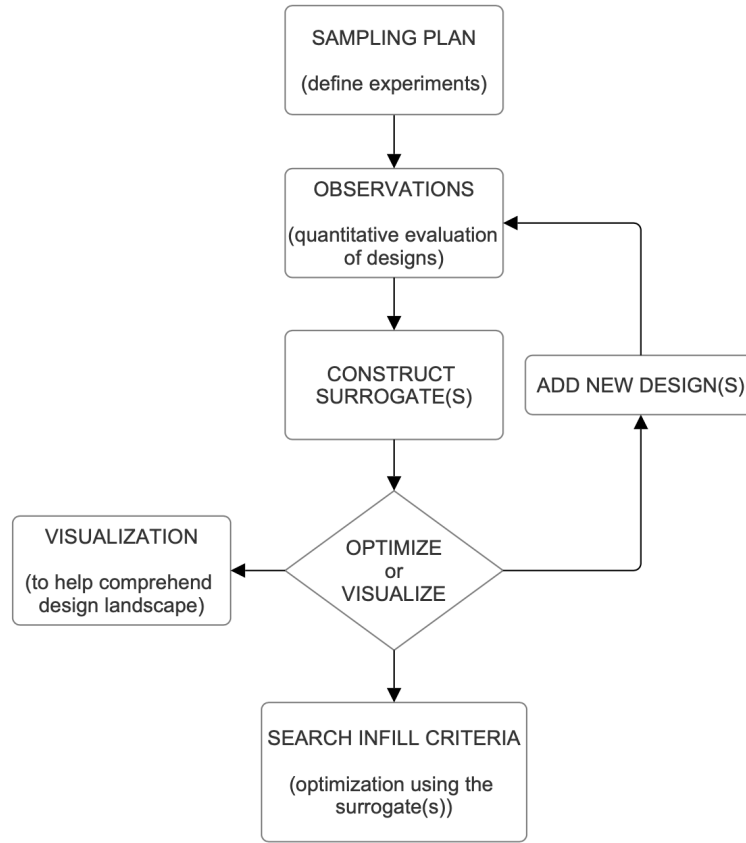 SAMPLING PLAN
(define experiments)
OBSERVATIONS
(quantitative evaluation
of designs)
CONSTRUCT
SURROGATE(S)
ADD NEW DESIGN(S)
OPTIMIZE
or
VISUALIZE
VISUALIZATION
(to help comprehend
design landscape)
SEARCH INFILL CRITERIA
(optimization using the
surrogate(s))